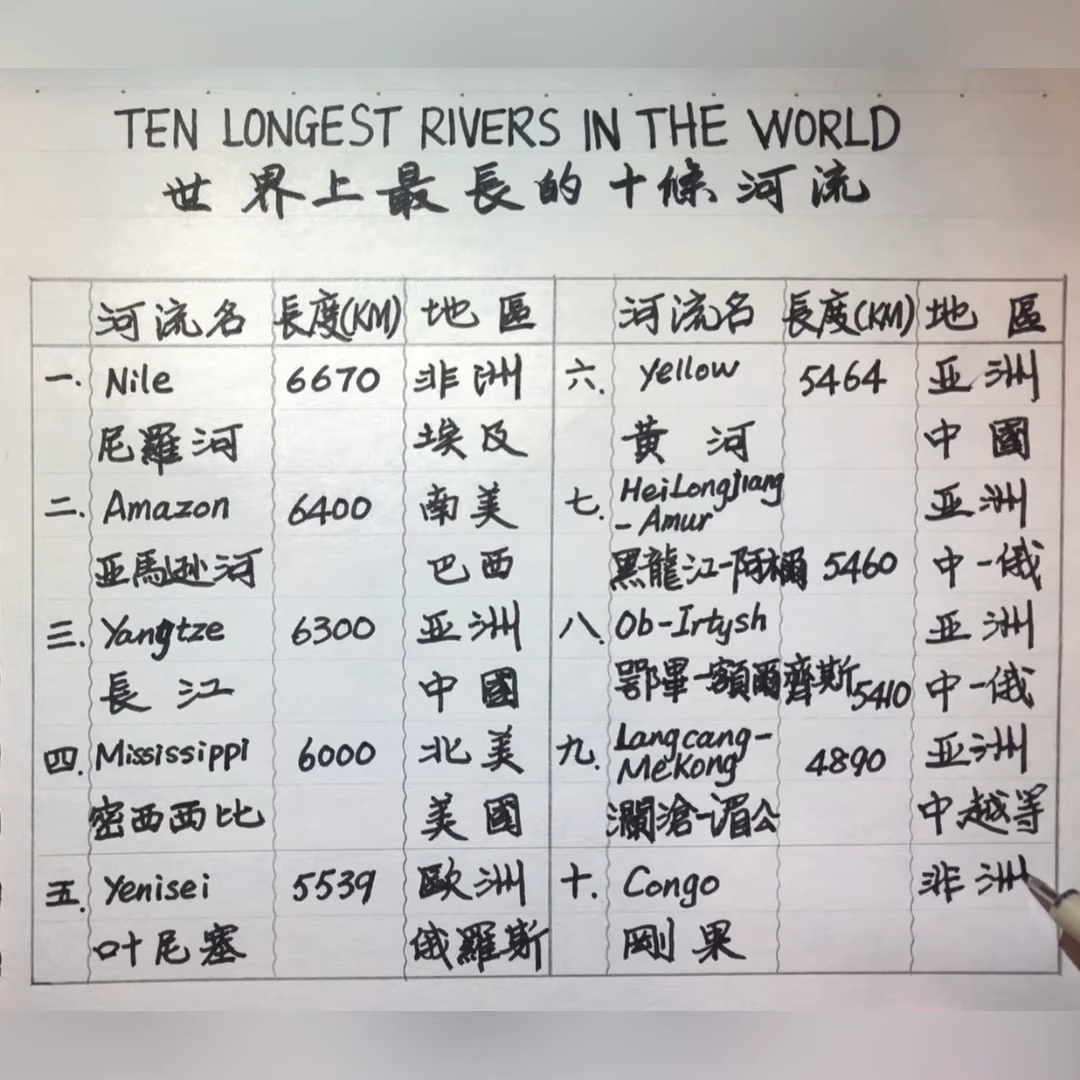 TEN LONGEST RIVERS IN THE WORLD
世界上最長的十條河流
河流名 長度(KM) 地區 河流名 長度(KM) 地區
一. Nile 6670 非洲 六. Yellow 5464 亚洲
尼羅河 埃及 黄河 中國
二. Amazon 6400 南美 七. HeiLongjiang
-Amur 亚洲
亚馬遜河 巴西 黑龍江-阿穆爾 5460 中-俄
三. Yangtze 6300 亚洲 八. Ob-Irtysh 亚洲
長江 中國 鄂畢-額爾齊斯 5410 中-俄
四. Mississippi 6000 北美 九. Langcang-
MeKong 4890 亚洲
密西西比 美國 瀾滄-湄公 中越等
五. Yenisei 5539 歐洲 十. Congo 非洲
叶尼塞 俄羅斯 剛果